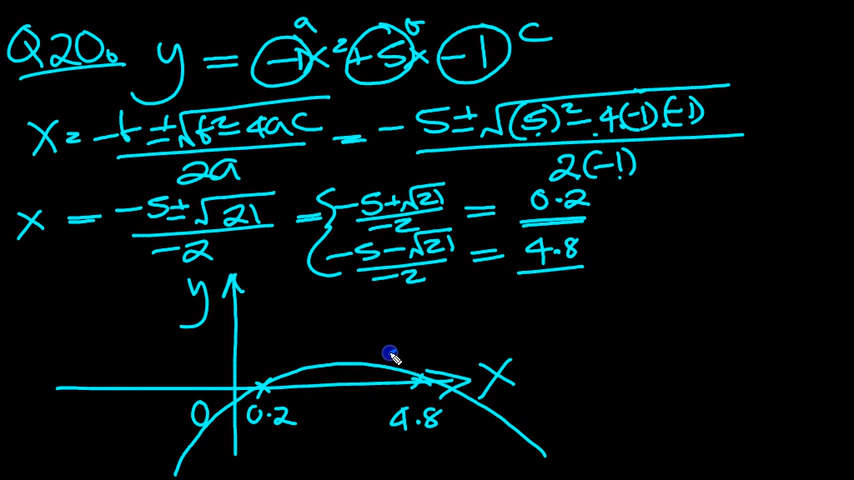 Q20. y = -1x² + 5x - 1
a b c
x = -b ± √b² - 4ac / 2a = -5 ± √(5)² - 4(-1)(-1) / 2(-1)
x = -5 ± √21 / -2 = { -5 + √21 / -2 = 0.2
-5 - √21 / -2 = 4.8
y
x
0 0.2 4.8